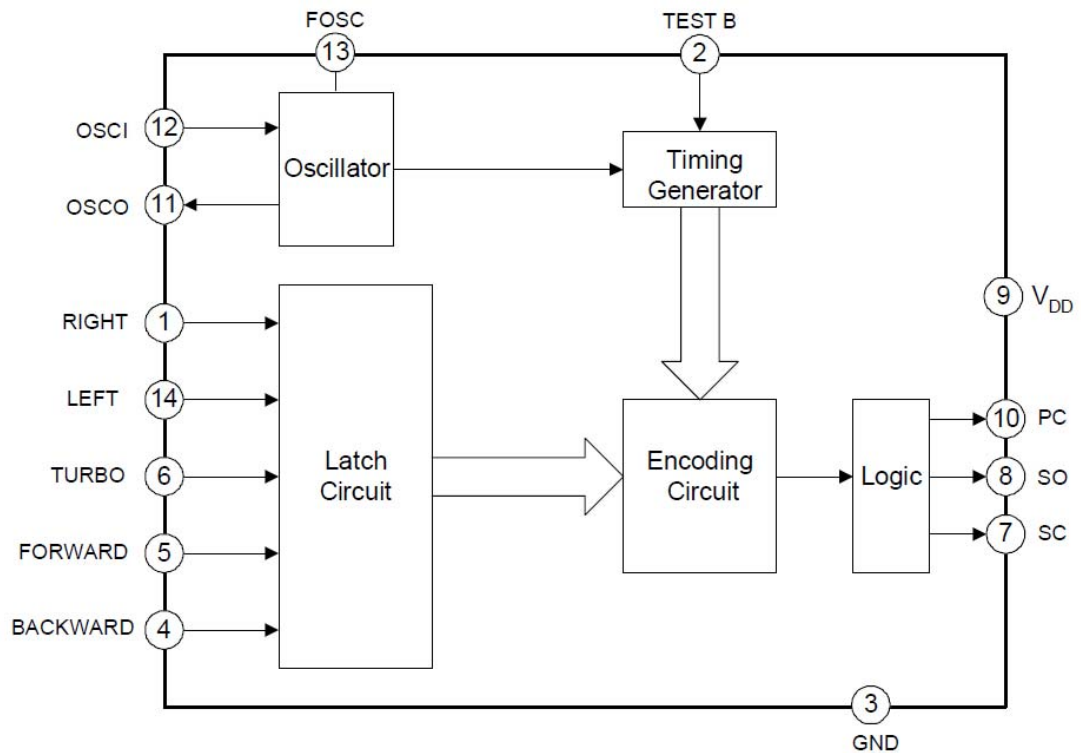 FOSC
13
TEST B
2
OSCI
12
Oscillator
OSCO
11
Timing
Generator
RIGHT
1
LEFT
14
TURBO
6
FORWARD
5
BACKWARD
4
Latch
Circuit
Encoding
Circuit
Logic
9
VDD
10
PC
8
SO
7
SC
3
GND